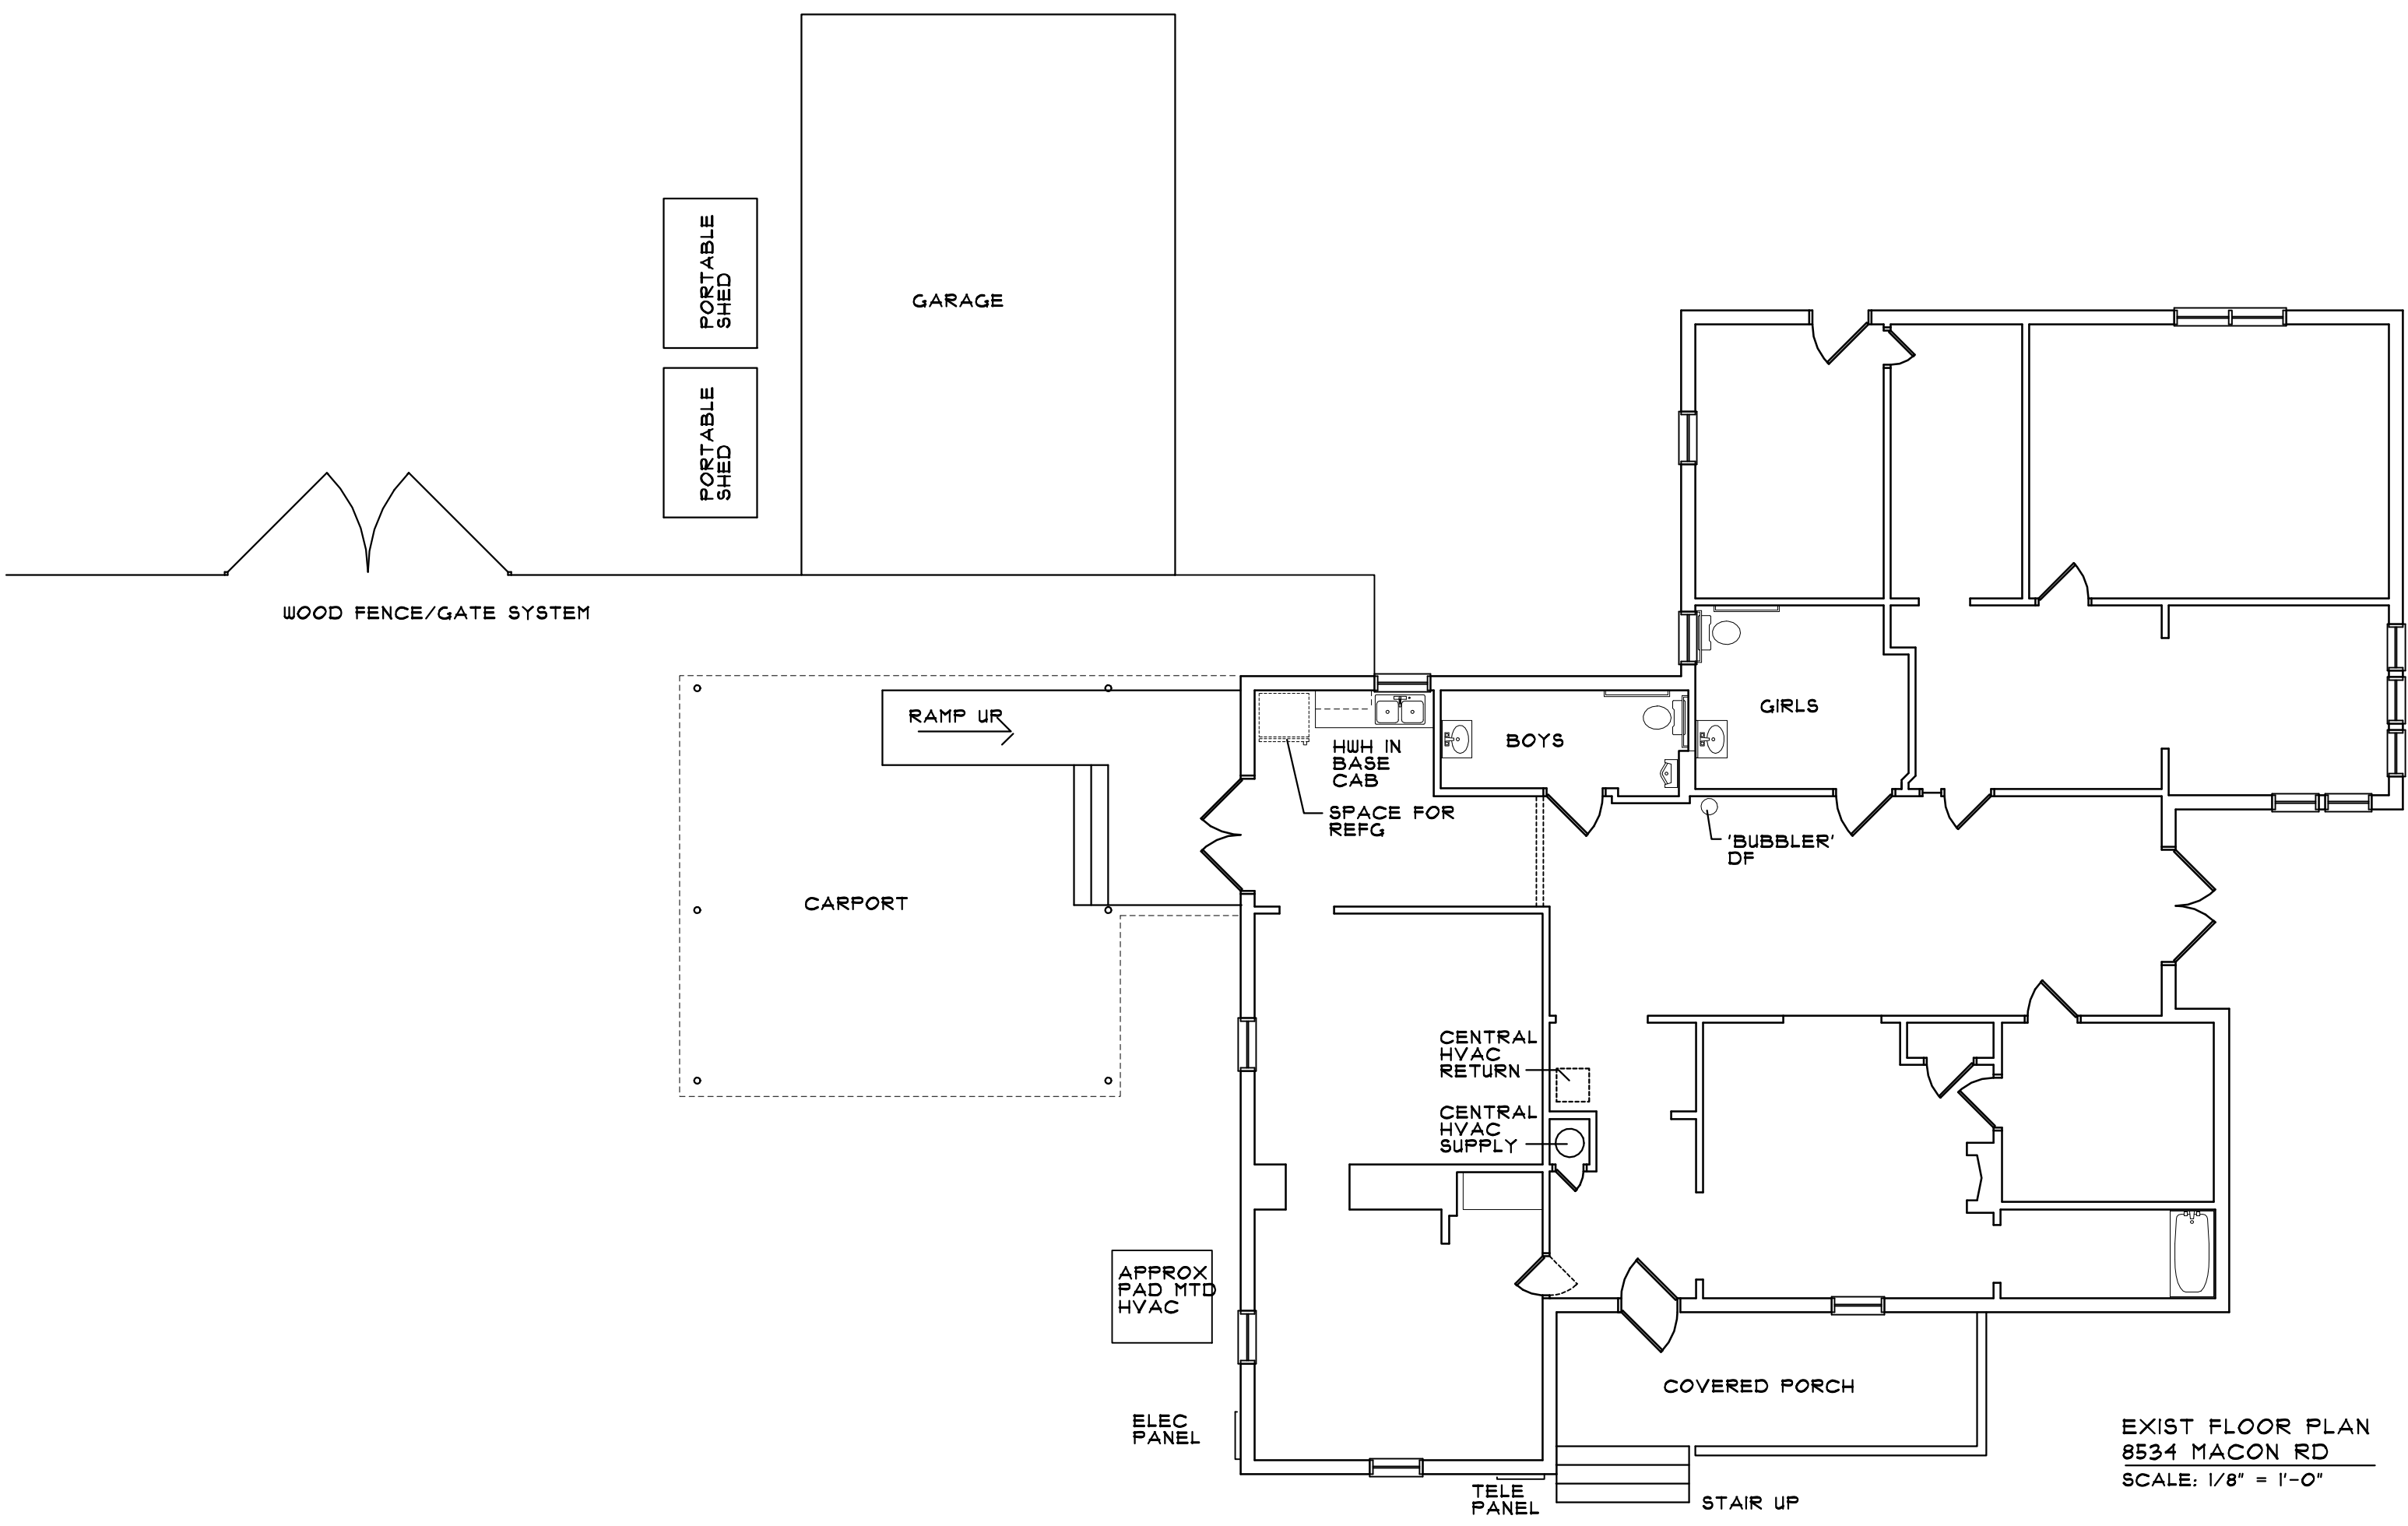 PORTABLE
SHED
GARAGE
PORTABLE
SHED
WOOD FENCE/GATE SYSTEM
RAMP UP
HWH IN
BASE
CAB
BOYS
GIRLS
SPACE FOR
REFG
'BUBBLER'
DF
CARPORT
CENTRAL
HVAC
RETURN
CENTRAL
HVAC
SUPPLY
APPROX
PAD MTD
HVAC
COVERED PORCH
ELEC
PANEL
TELE
PANEL
STAIR UP
EXIST FLOOR PLAN
8534 MACON RD
SCALE: 1/8" = 1'-0"